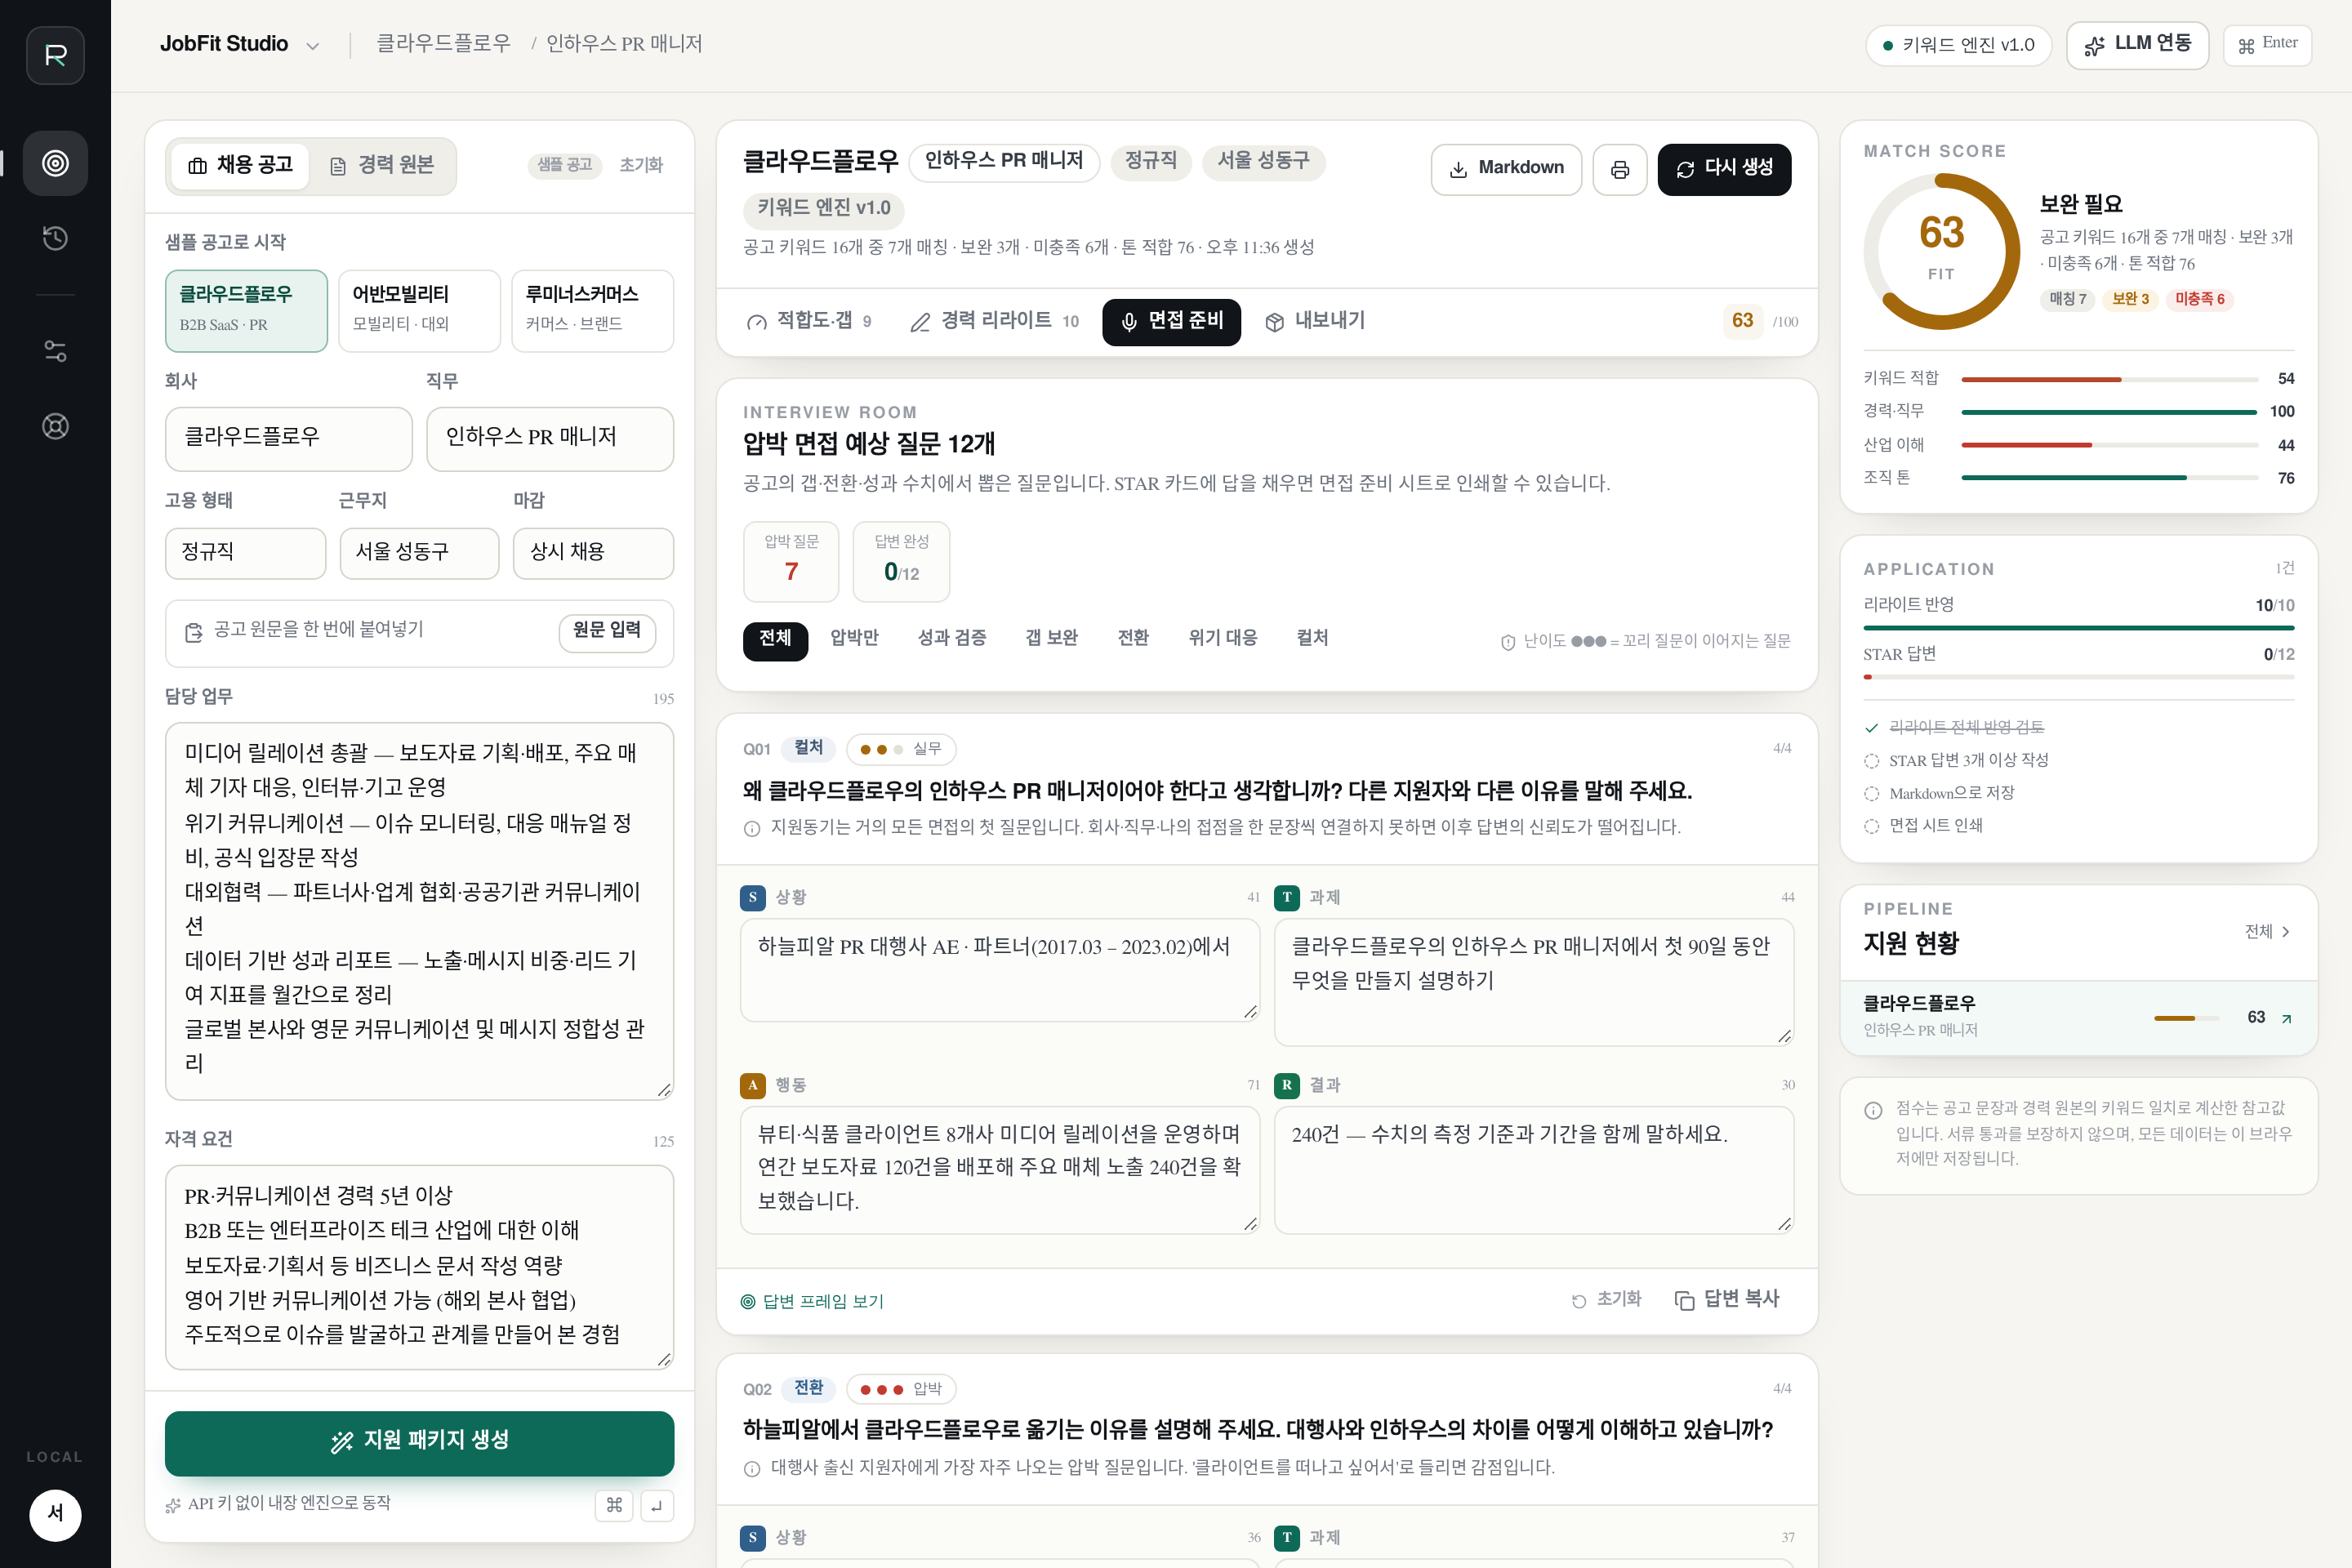 JobFit Studio
클라우드플로우 / 인하우스 PR 매니저
키워드 엔진 v1.0
LLM 연동
⌘ Enter
채용 공고
경력 원본
샘플 공고
초기화
샘플 공고로 시작
클라우드플로우
B2B SaaS · PR
어반모빌리티
모빌리티 · 대외
루미너스커머스
커머스 · 브랜드
회사
직무
클라우드플로우
인하우스 PR 매니저
고용 형태
근무지
마감
정규직
서울 성동구
상시 채용
공고 원문을 한 번에 붙여넣기
원문 입력
담당 업무
195
미디어 릴레이션 총괄 — 보도자료 기획·배포, 주요 매
체 기자 대응, 인터뷰·기고 운영
위기 커뮤니케이션 — 이슈 모니터링, 대응 매뉴얼 정
비, 공식 입장문 작성
대외협력 — 파트너사·업계 협회·공공기관 커뮤니케이
션
데이터 기반 성과 리포트 — 노출·메시지 비중·리드 기
여 지표를 월간으로 정리
글로벌 본사와 영문 커뮤니케이션 및 메시지 정합성 관
리
자격 요건
125
PR·커뮤니케이션 경력 5년 이상
B2B 또는 엔터프라이즈 테크 산업에 대한 이해
보도자료·기획서 등 비즈니스 문서 작성 역량
영어 기반 커뮤니케이션 가능 (해외 본사 협업)
주도적으로 이슈를 발굴하고 관계를 만들어 본 경험
지원 패키지 생성
API 키 없이 내장 엔진으로 동작
⌘ ↵
LOCAL
서
클라우드플로우
인하우스 PR 매니저
정규직
서울 성동구
키워드 엔진 v1.0
공고 키워드 16개 중 7개 매칭 · 보완 3개 · 미충족 6개 · 톤 적합 76 · 오후 11:36 생성
Markdown
다시 생성
적합도·갭 9
경력 리라이트 10
면접 준비
내보내기
63 /100
INTERVIEW ROOM
압박 면접 예상 질문 12개
공고의 갭·전환·성과 수치에서 뽑은 질문입니다. STAR 카드에 답을 채우면 면접 준비 시트로 인쇄할 수 있습니다.
압박 질문
7
답변 완성
0/12
전체
압박만
성과 검증
갭 보완
전환
위기 대응
컬처
난이도 ●●● = 꼬리 질문이 이어지는 질문
Q01 컬처 실무
4/4
왜 클라우드플로우의 인하우스 PR 매니저이어야 한다고 생각합니까? 다른 지원자와 다른 이유를 말해 주세요.
지원동기는 거의 모든 면접의 첫 질문입니다. 회사·직무·나의 접점을 한 문장씩 연결하지 못하면 이후 답변의 신뢰도가 떨어집니다.
S 상황
41
하늘피알 PR 대행사 AE · 파트너(2017.03 – 2023.02)에서
T 과제
44
클라우드플로우의 인하우스 PR 매니저에서 첫 90일 동안
무엇을 만들지 설명하기
A 행동
71
뷰티·식품 클라이언트 8개사 미디어 릴레이션을 운영하며
연간 보도자료 120건을 배포해 주요 매체 노출 240건을 확
보했습니다.
R 결과
30
240건 — 수치의 측정 기준과 기간을 함께 말하세요.
답변 프레임 보기
초기화
답변 복사
Q02 전환 압박
4/4
하늘피알에서 클라우드플로우로 옮기는 이유를 설명해 주세요. 대행사와 인하우스의 차이를 어떻게 이해하고 있습니까?
대행사 출신 지원자에게 가장 자주 나오는 압박 질문입니다. '클라이언트를 떠나고 싶어서'로 들리면 감점입니다.
S 상황
36
T 과제
37
MATCH SCORE
63
FIT
보완 필요
공고 키워드 16개 중 7개 매칭 · 보완 3개
· 미충족 6개 · 톤 적합 76
매칭 7
보완 3
미충족 6
키워드 적합 54
경력·직무 100
산업 이해 44
조직 톤 76
APPLICATION
1건
리라이트 반영 10/10
STAR 답변 0/12
리라이트 전체 반영 검토
STAR 답변 3개 이상 작성
Markdown으로 저장
면접 시트 인쇄
PIPELINE
지원 현황
전체
클라우드플로우
인하우스 PR 매니저
63
점수는 공고 문장과 경력 원본의 키워드 일치로 계산한 참고값
입니다. 서류 통과를 보장하지 않으며, 모든 데이터는 이 브라우
저에만 저장됩니다.